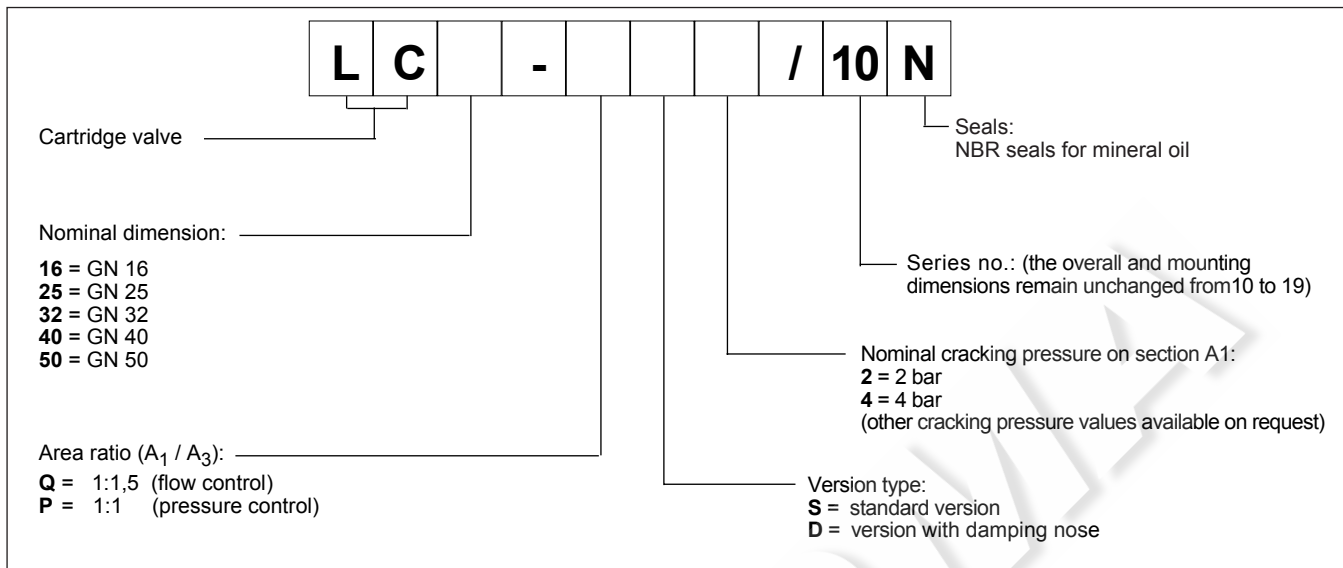 L C - / 10 N
Cartridge valve
Seals:
NBR seals for mineral oil
Nominal dimension:
16 = GN 16
25 = GN 25
32 = GN 32
40 = GN 40
50 = GN 50
Series no.: (the overall and mounting
dimensions remain unchanged from10 to 19)
Nominal cracking pressure on section A1:
2 = 2 bar
4 = 4 bar
(other cracking pressure values available on request)
Area ratio (A1 / A3):
Q = 1:1,5 (flow control)
P = 1:1 (pressure control)
Version type:
S = standard version
D = version with damping nose